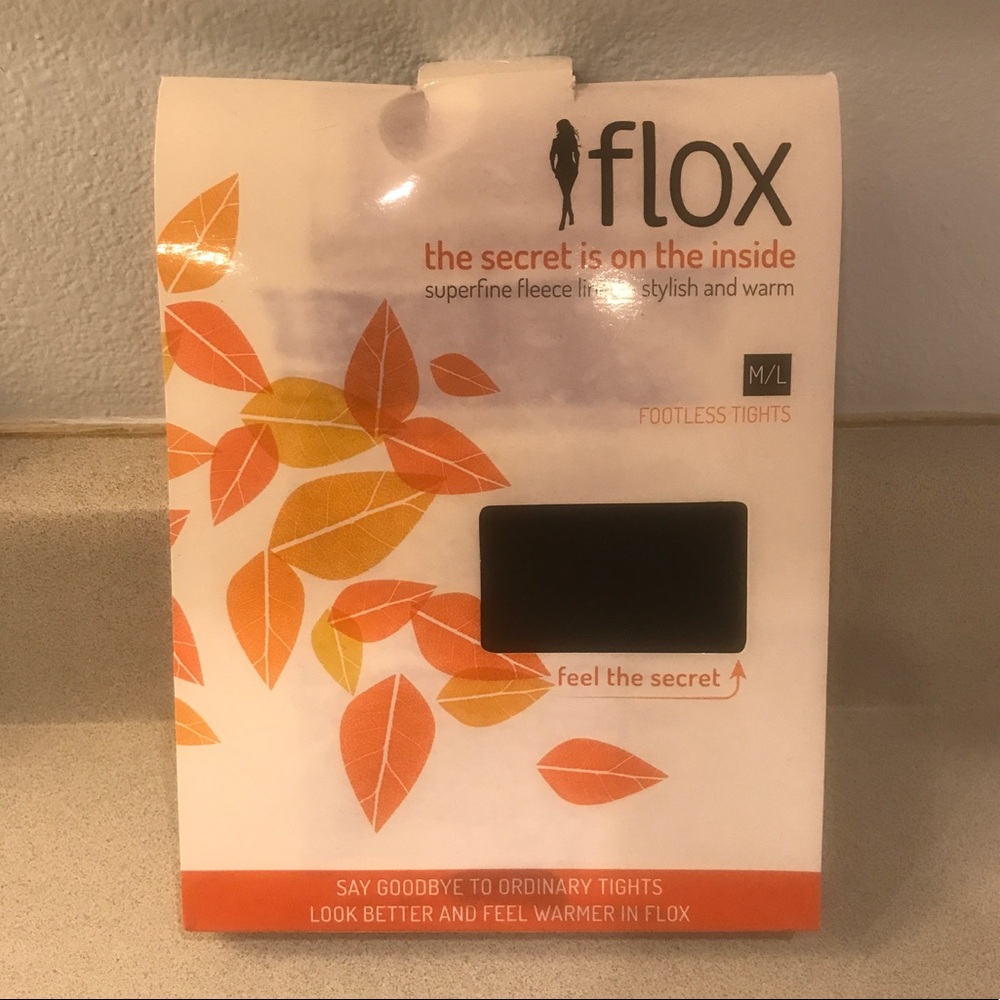 flox
the secret is on the inside
superfine fleece stylish and warm
M/L
FOOTLESS TIGHTS
feel the secret
SAY GOODBYE TO ORDINARY TIGHTS
LOOK BETTER AND FEEL WARMER IN FLOX